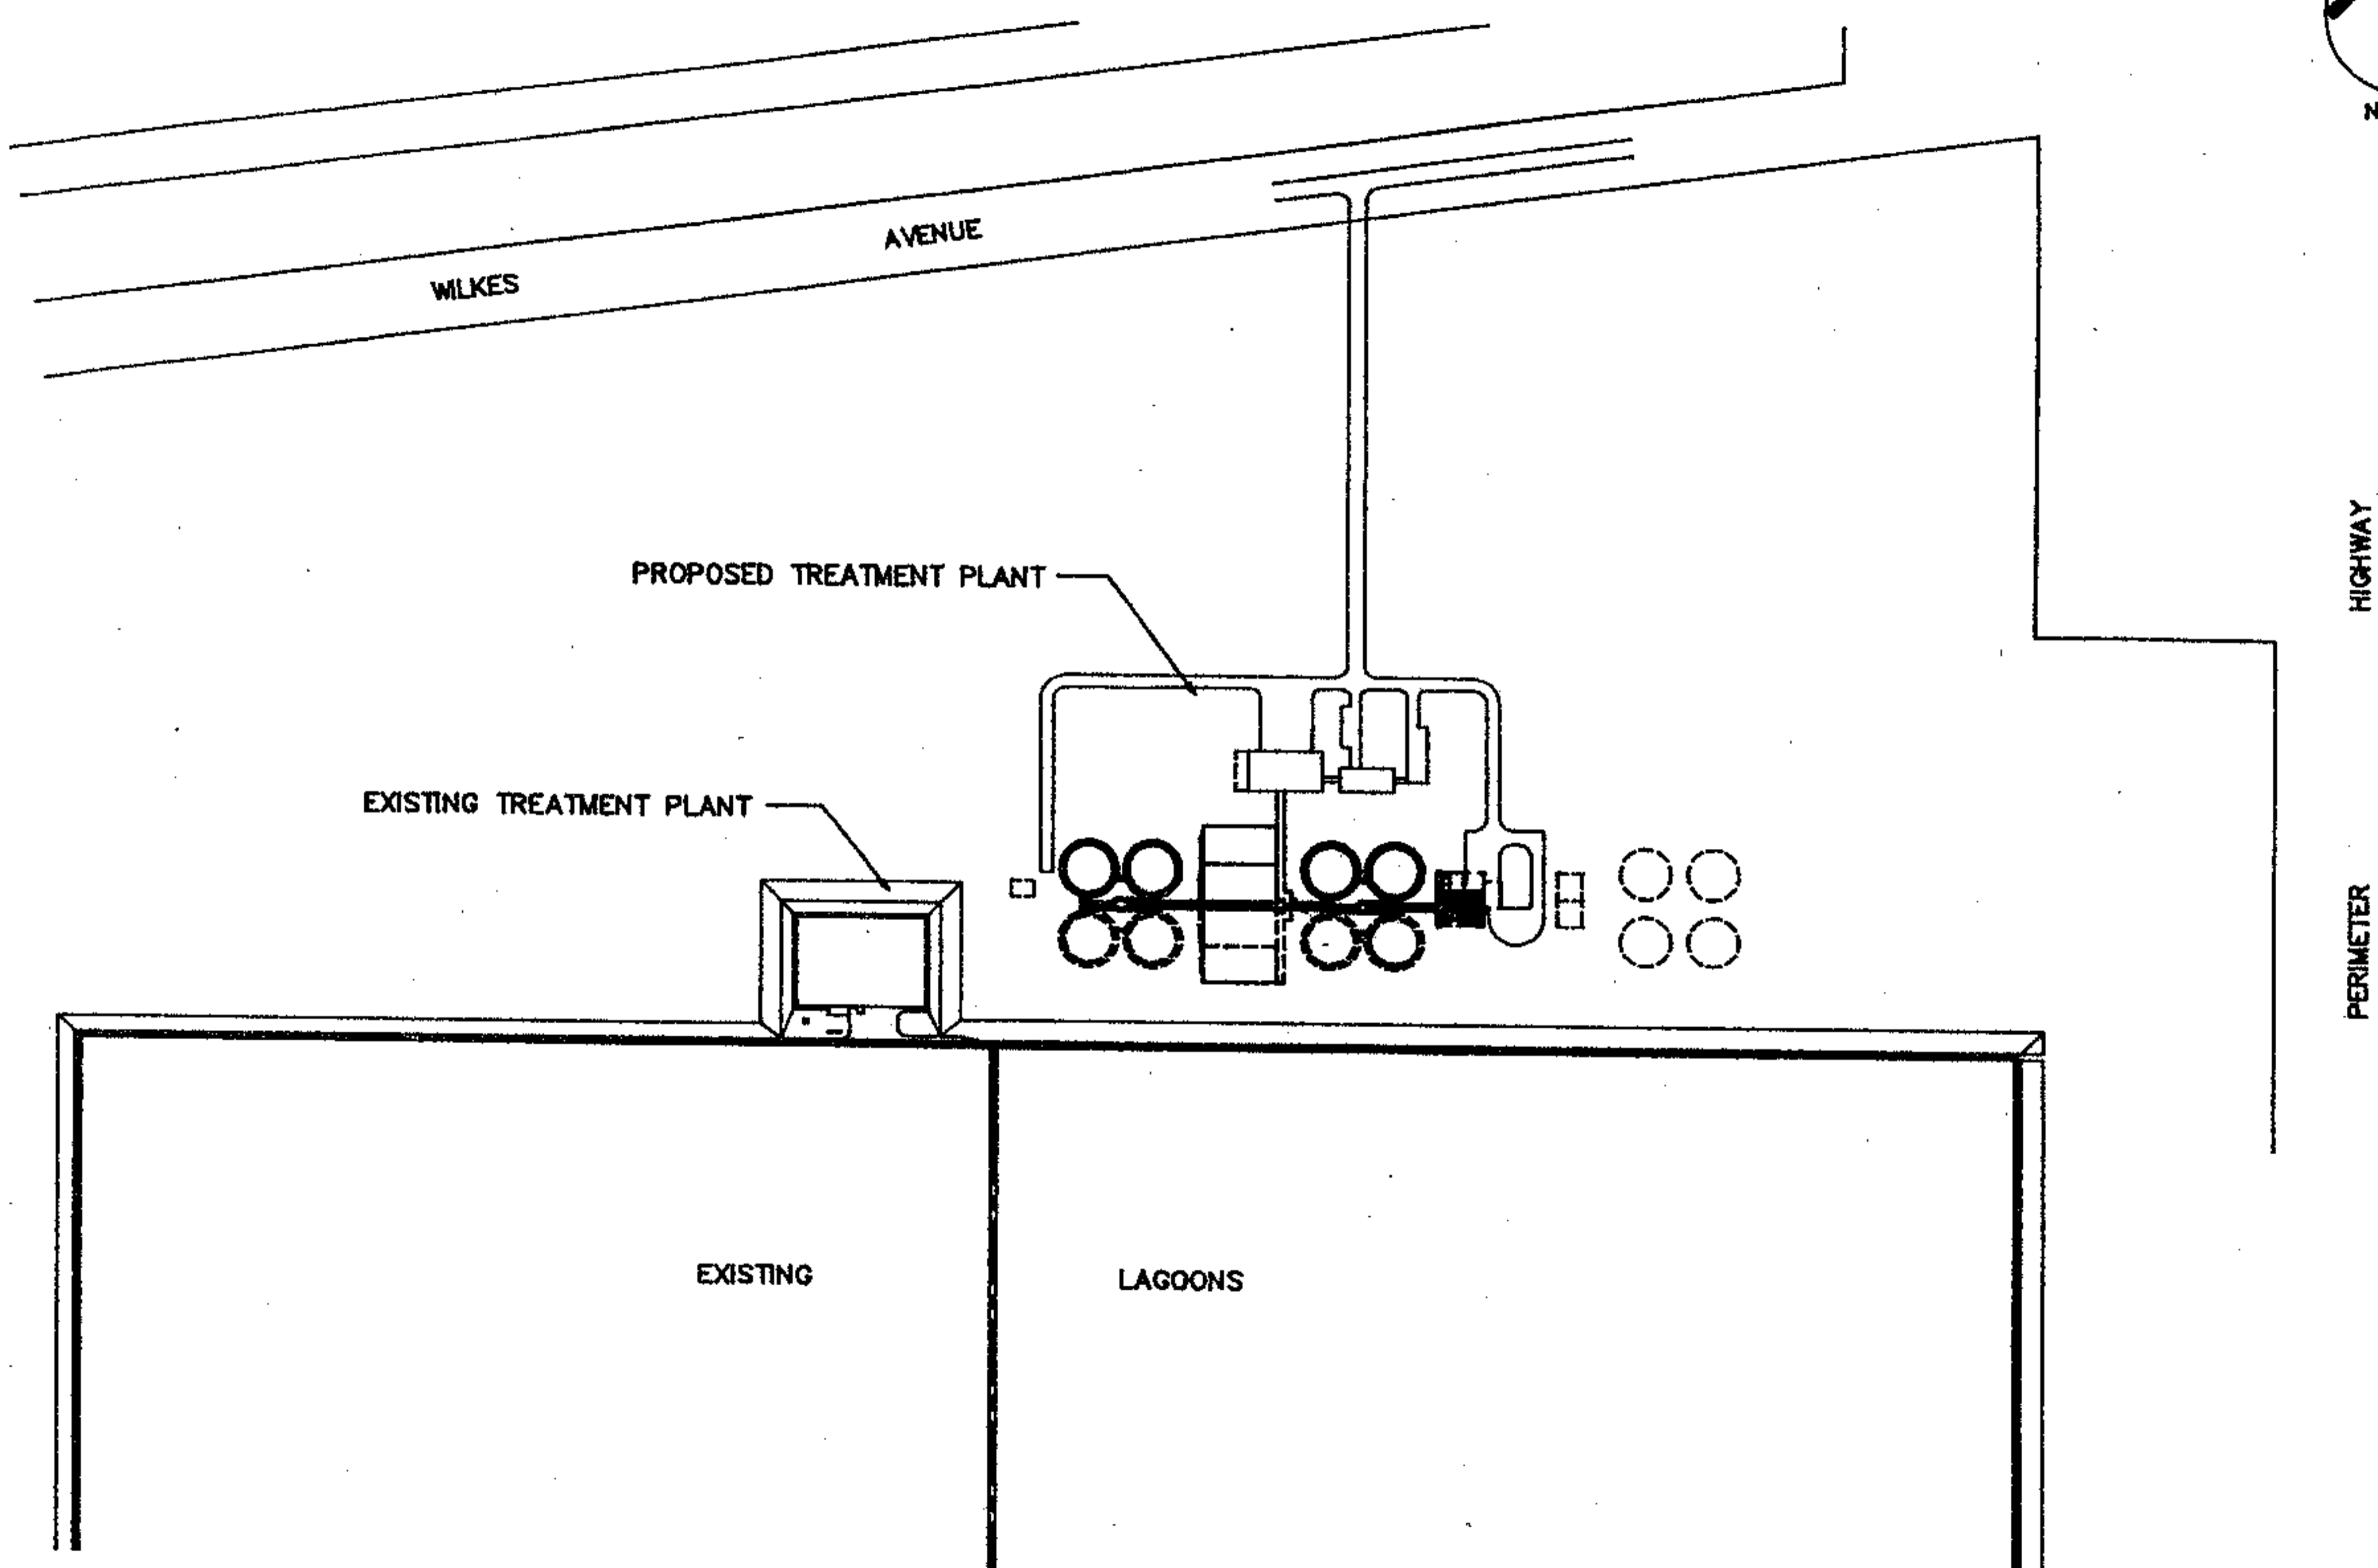 N
WILKES AVENUE
HIGHWAY
PROPOSED TREATMENT PLANT
EXISTING TREATMENT PLANT
PERIMETER
EXISTING LAGOONS